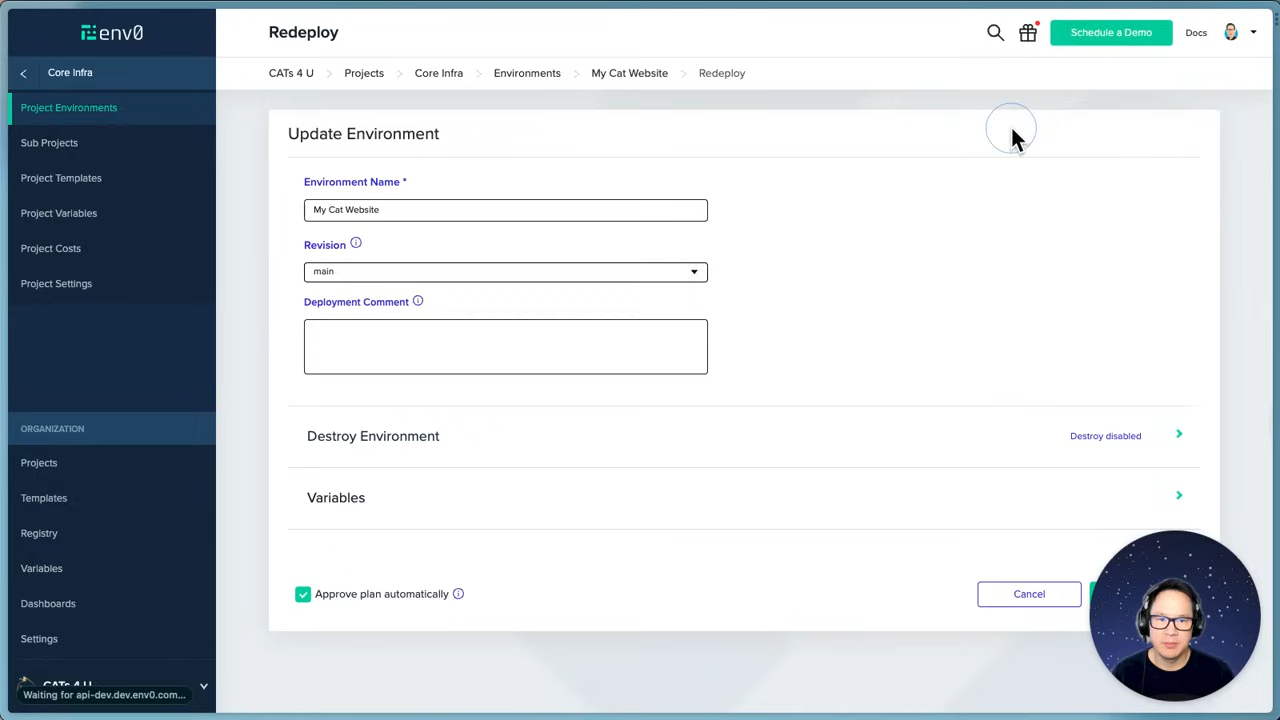 env0
Redeploy
Schedule a Demo
Docs
Core Infra
CATs 4 U
Projects
Core Infra
Environments
My Cat Website
Redeploy
Project Environments
Sub Projects
Project Templates
Project Variables
Project Costs
Project Settings
ORGANIZATION
Projects
Templates
Registry
Variables
Dashboards
Settings
CATs 4 U
Waiting for api-dev.dev.env0.com...
Update Environment
Environment Name *
My Cat Website
Revision
main
Deployment Comment
Destroy Environment
Destroy disabled
Variables
Approve plan automatically
Cancel